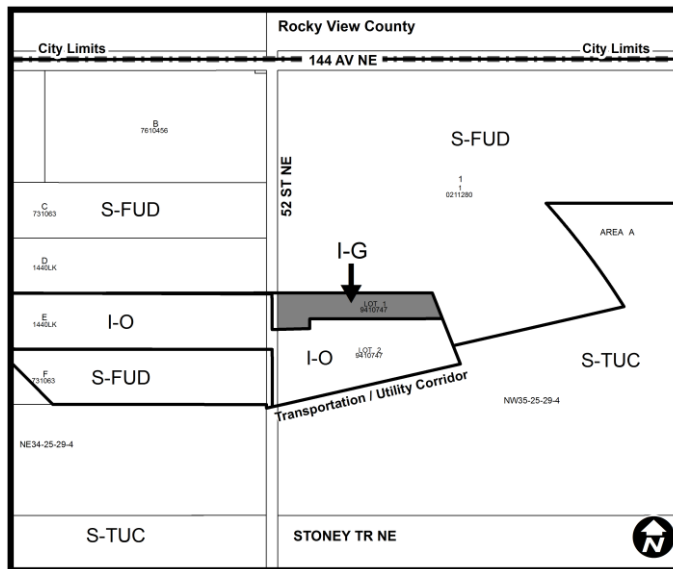 Rocky View County
City Limits
City Limits
144 AV NE
B
7610456
S-FUD
52 ST NE
1
1
0211280
C
731063
S-FUD
AREA A
D
1440LK
I-G
LOT 1
9410747
E
1440LK
I-O
I-O
LOT 2
9410747
S-TUC
F
731063
S-FUD
Transportation / Utility Corridor
NW35-25-29-4
NE34-25-29-4
S-TUC
STONEY TR NE
N